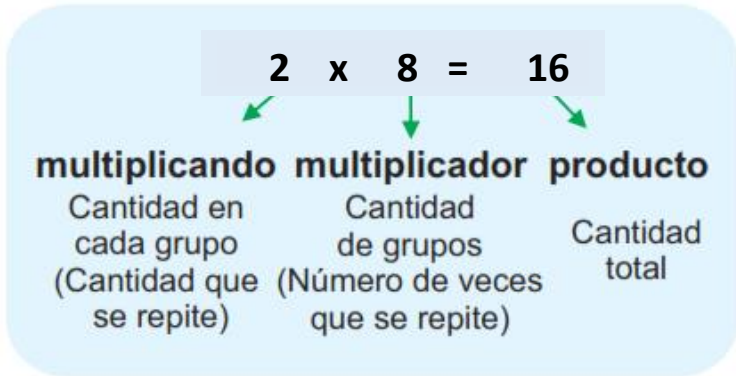 2 x 8 = 16
multiplicando multiplicador producto
Cantidad en
cada grupo
(Cantidad que
se repite)
Cantidad
de grupos
(Número de veces
que se repite)
Cantidad
total